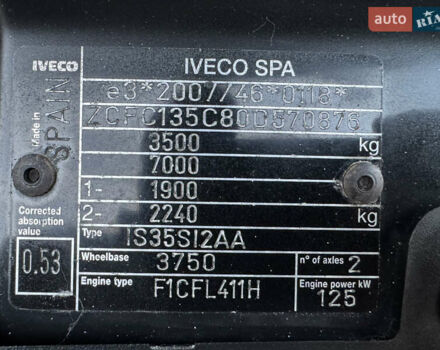 AUTO RIA
IVECO IVECO SPA
e3*2007/46*0118*
ZCFC135C80D570876
Made in SPAIN
3500 kg
7000
1- 1900
2- 2240 kg
Corrected absorption value
0.53
Type IS35SI2AA
Wheelbase 3750 n° of axles 2
Engine type F1CFL411H Engine power kW 125